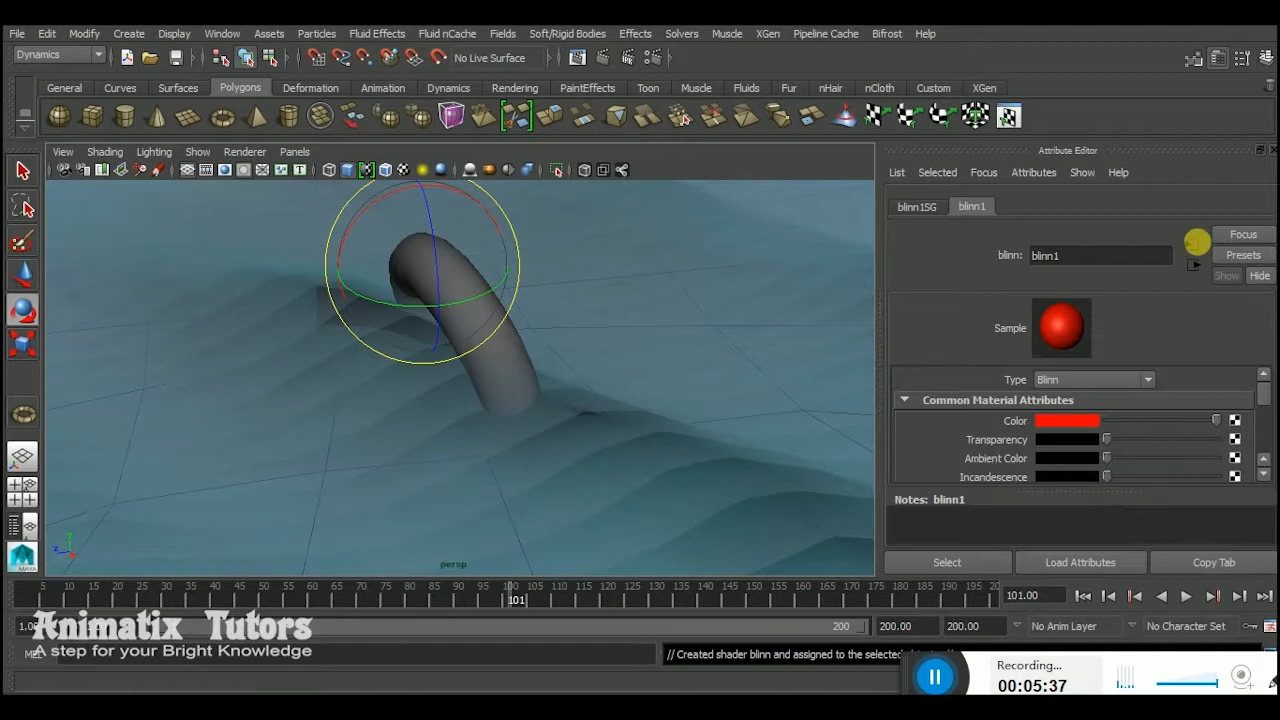 File Edit Modify Create Display Window Assets Particles Fluid Effects Fluid nCache Fields Soft/Rigid Bodies Effects Solvers Muscle XGen Pipeline Cache Bifrost Help
Dynamics No Live Surface
General Curves Surfaces Polygons Deformation Animation Dynamics Rendering PaintEffects Toon Muscle Fluids Fur nHair nCloth Custom XGen
View Shading Lighting Show Renderer Panels
Attribute Editor
List Selected Focus Attributes Show Help
blinn1SG blinn1
Focus
blinn: blinn1
Presets
Show Hide
Sample
Type Blinn
Common Material Attributes
Color
Transparency
Ambient Color
Incandescence
Notes: blinn1
persp
Select Load Attributes Copy Tab
5 10 15 20 25 30 35 40 45 50 55 60 65 70 75 80 85 90 95 100 105 110 115 120 125 130 135 140 145 150 155 160 165 170 175 180 185 190 195 20
101
101.00
Animatix Tutors
1.00 200 200.00 200.00 No Anim Layer No Character Set
A step for your Bright Knowledge
// Created shader blinn and assigned to the selected
Recording...
00:05:37